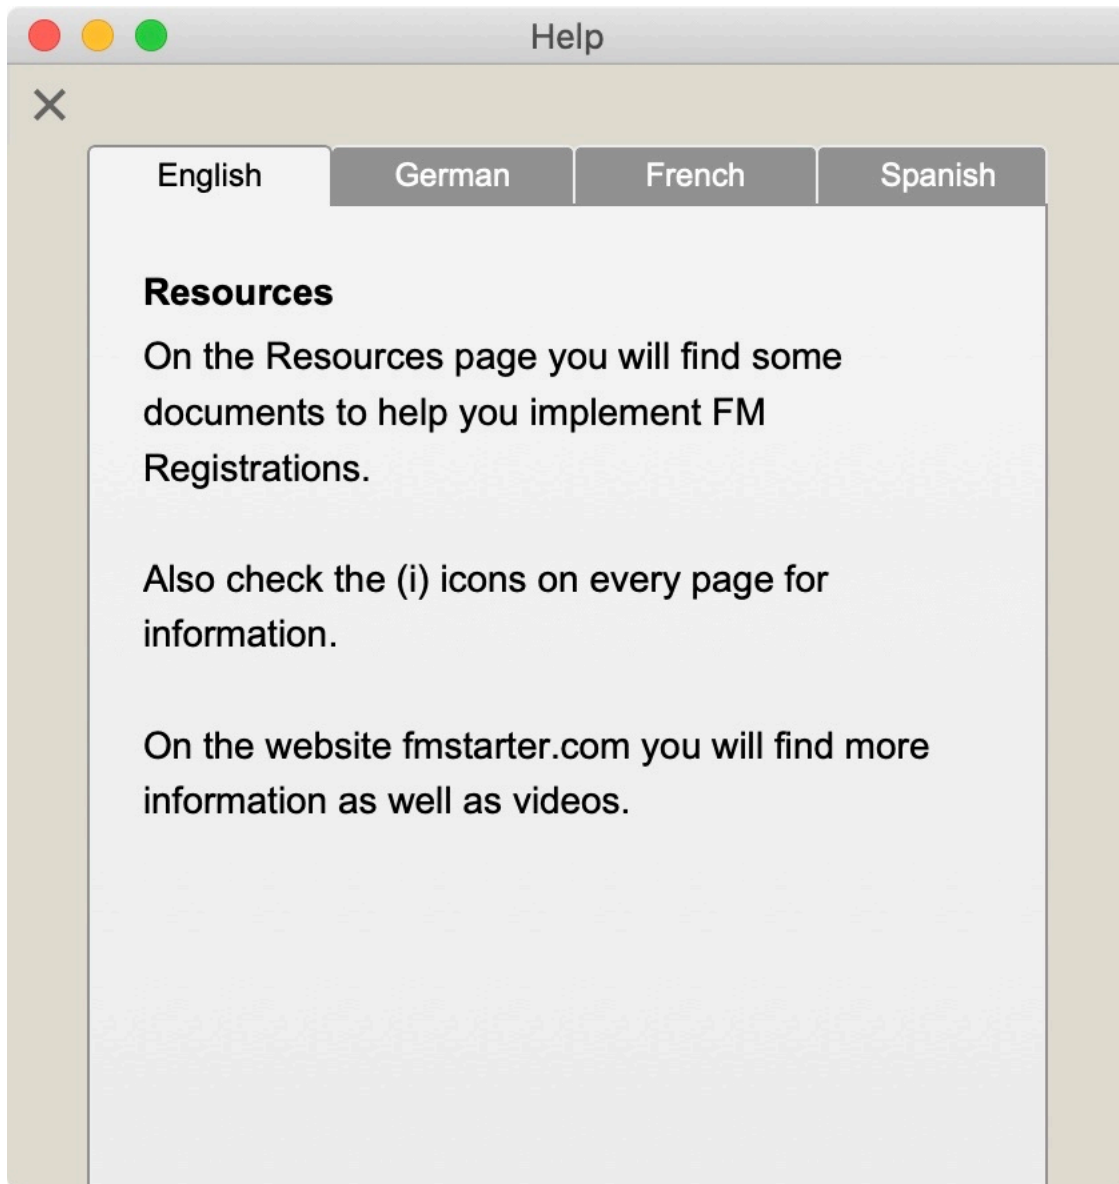 Help
English German French Spanish
Resources
On the Resources page you will find some
documents to help you implement FM
Registrations.
Also check the (i) icons on every page for
information.
On the website fmstarter.com you will find more
information as well as videos.